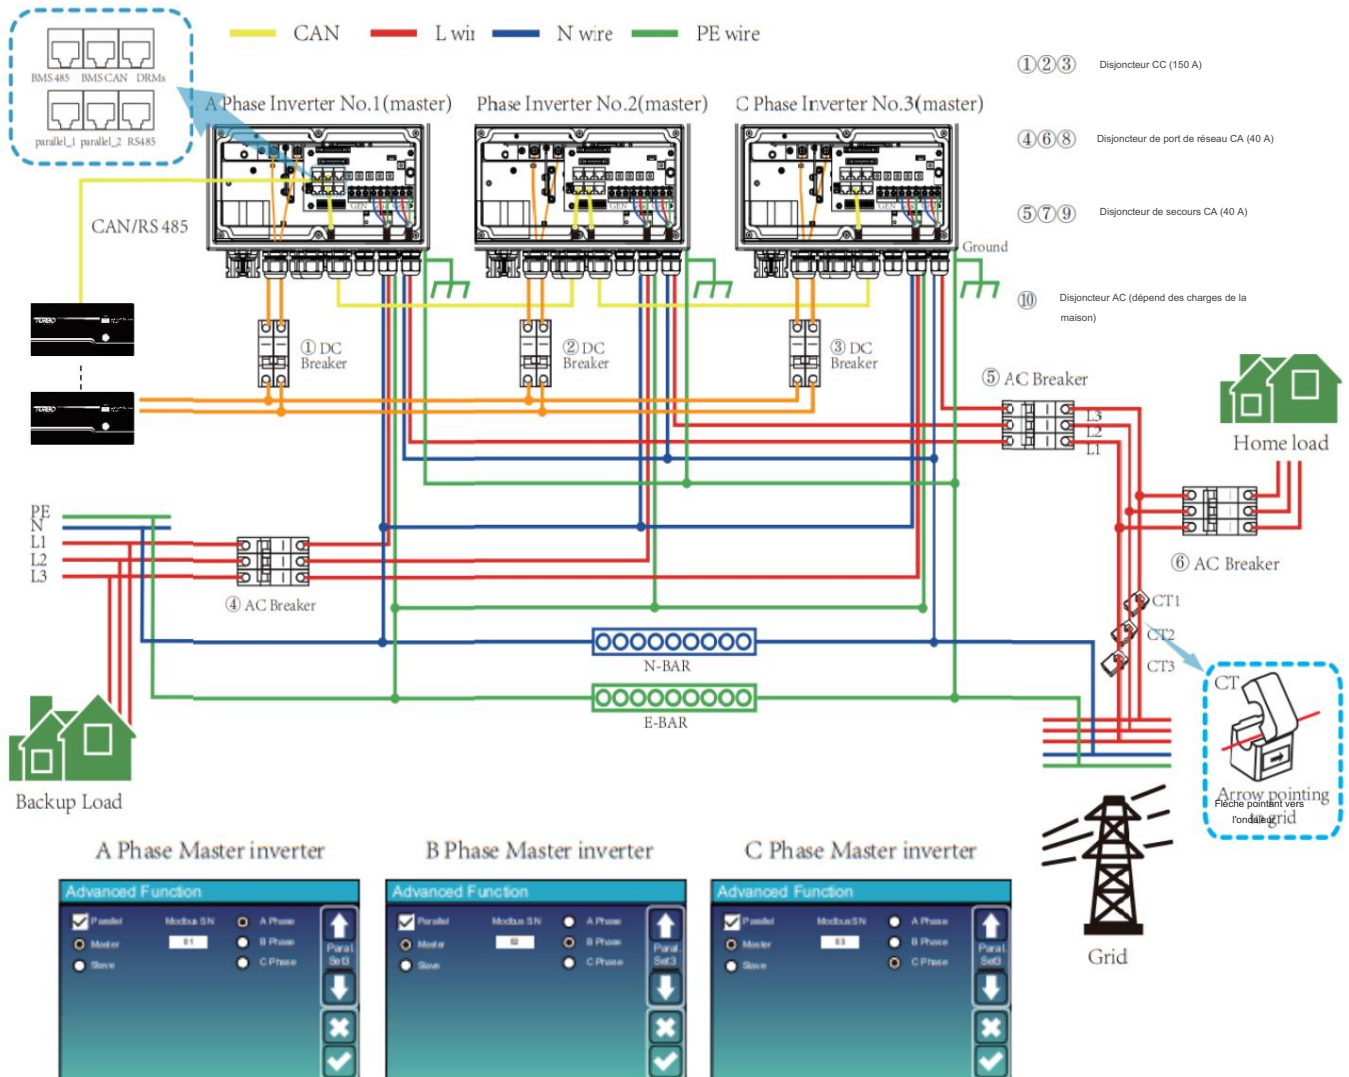 CAN
L wir
N wire
PE wire
BMS 485 BMS CAN DRMs
parallel_1 parallel_2 RS485
A Phase Inverter No.1(master)
Phase Inverter No.2(master)
C Phase Inverter No.3(master)
①②③ Disjoncteur CC (150 A)
④⑥⑧ Disjoncteur de port de réseau CA (40 A)
⑤⑦⑨ Disjoncteur de secours CA (40 A)
⑩ Disjoncteur AC (dépend des charges de la
maison)
CAN/RS 485
GEN
Ground
TURBO
TURBO
① DC
Breaker
② DC
Breaker
③ DC
Breaker
⑤ AC Breaker
L3
L2
L1
Home load
⑥ AC Breaker
PE
N
L1
L2
L3
④ AC Breaker
N-BAR
E-BAR
CT1
CT2
CT3
CT
Arrow pointing
to grid
Flèche pointant vers
l'onduleur
Backup Load
Grid
A Phase Master inverter
B Phase Master inverter
C Phase Master inverter
Advanced Function
Parallel Modbus SN A Phase
Master 01 B Phase
Slave C Phase
Paral.
Set3
Advanced Function
Parallel Modbus SN A Phase
Master 02 B Phase
Slave C Phase
Paral.
Set3
Advanced Function
Parallel Modbus SN A Phase
Master 03 B Phase
Slave C Phase
Paral.
Set3